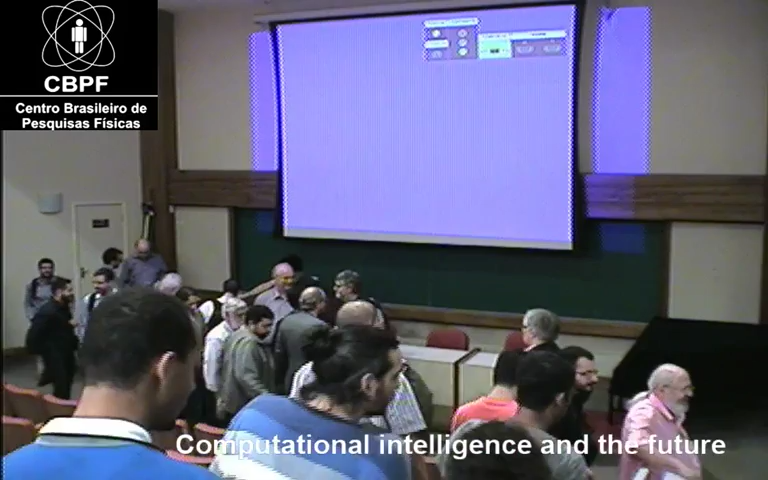 CBPF
Centro Brasileiro de
Pesquisas Físicas
Computational intelligence and the future